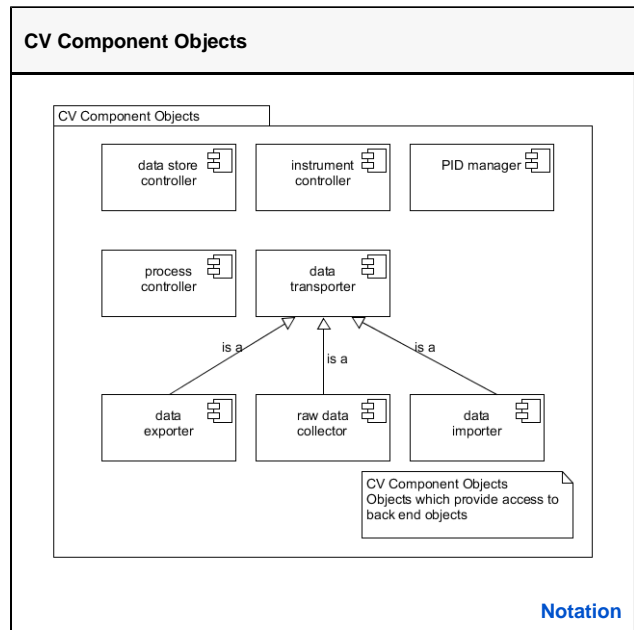 CV Component Objects
CV Component Objects
data store
controller
instrument
controller
PID manager
process
controller
data
transporter
is a
is a
is a
data
exporter
raw data
collector
data
importer
CV Component Objects
Objects which provide access to
back end objects
Notation